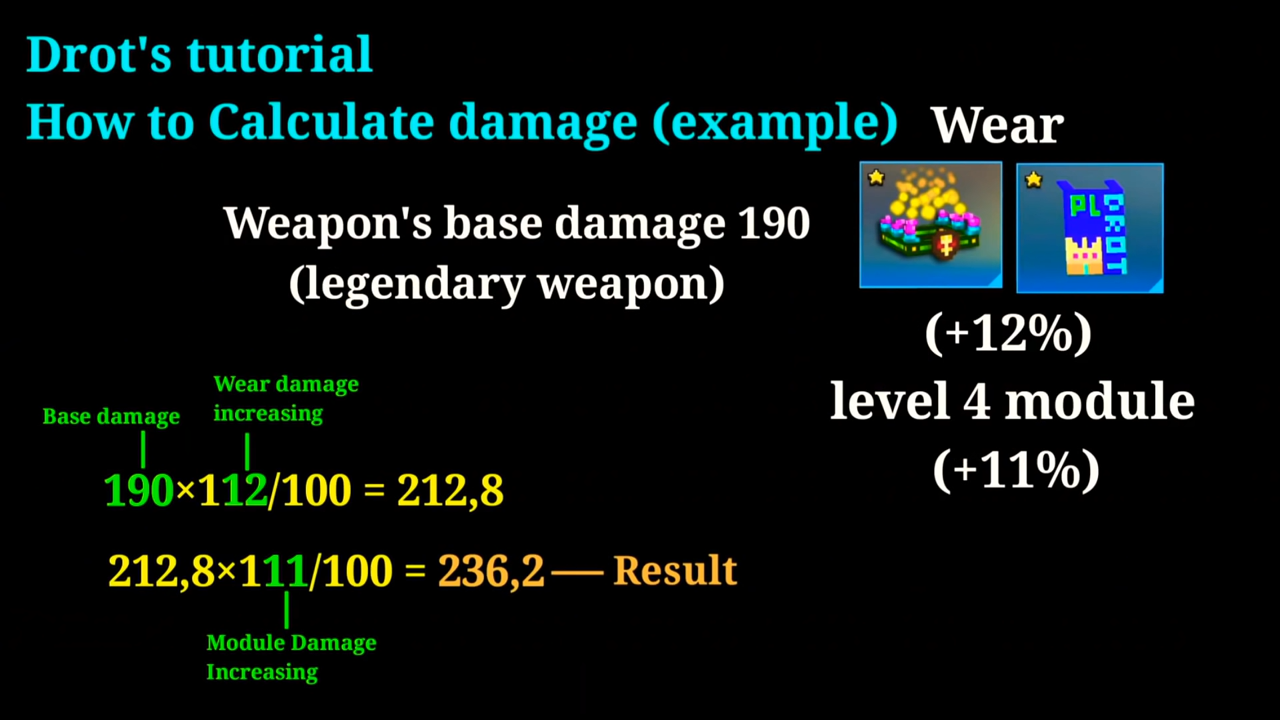 Drot's tutorial
How to Calculate damage (example)
Wear
PL
DROT
Weapon's base damage 190
(legendary weapon)
(+12%)
level 4 module
(+11%)
Wear damage
increasing
Base damage
190×112/100 = 212,8
212,8×111/100 = 236,2 — Result
Module Damage
Increasing